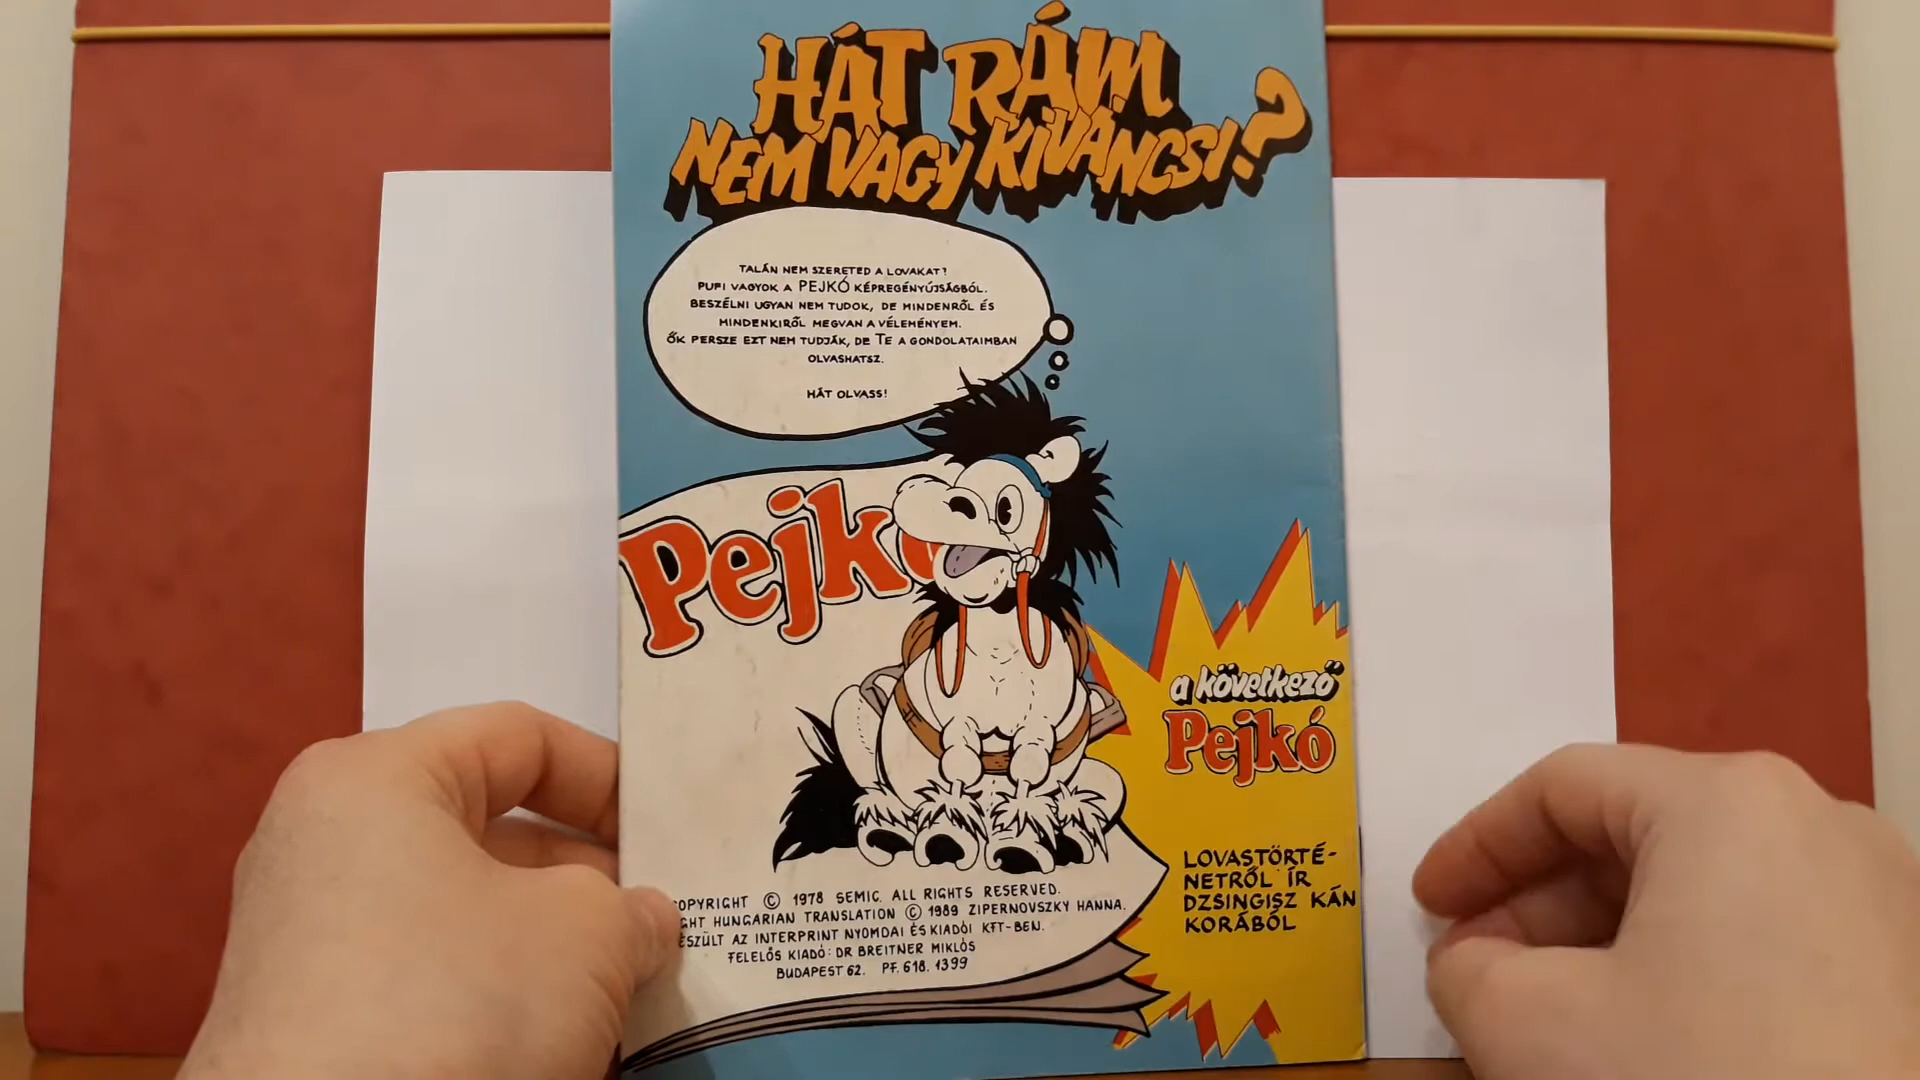 HÁT RÁM
NEM VAGY KÍVÁNCSI?
TALÁN NEM SZERETED A LOVAKAT?
PUFI VAGYOK A PEJKÓ KÉPREGÉNYÚJSÁGBÓL.
BESZÉLNI UGYAN NEM TUDOK, DE MINDENRŐL ÉS
MINDENKIRŐL MEGVAN A VÉLEMÉNYEM.
ŐK PERSZE EZT NEM TUDJÁK, DE TE A GONDOLATAIMBAN
OLVASHATSZ.
HÁT OLVASS!
Pejkó
a következő
Pejkó
LOVASTÖRTÉ-
NETRŐL ÍR
DZSINGISZ KÁN
KORÁBÓL
COPYRIGHT © 1978 SEMIC. ALL RIGHTS RESERVED.
GHT HUNGARIAN TRANSLATION © 1989 ZIPERNOVSZKY HANNA.
ÉSZÜLT AZ INTERPRINT NYOMDAI ÉS KIADÓI KFT-BEN.
FELELŐS KIADÓ: DR BREITNER MIKLÓS
BUDAPEST 62. PF. 618. 1399